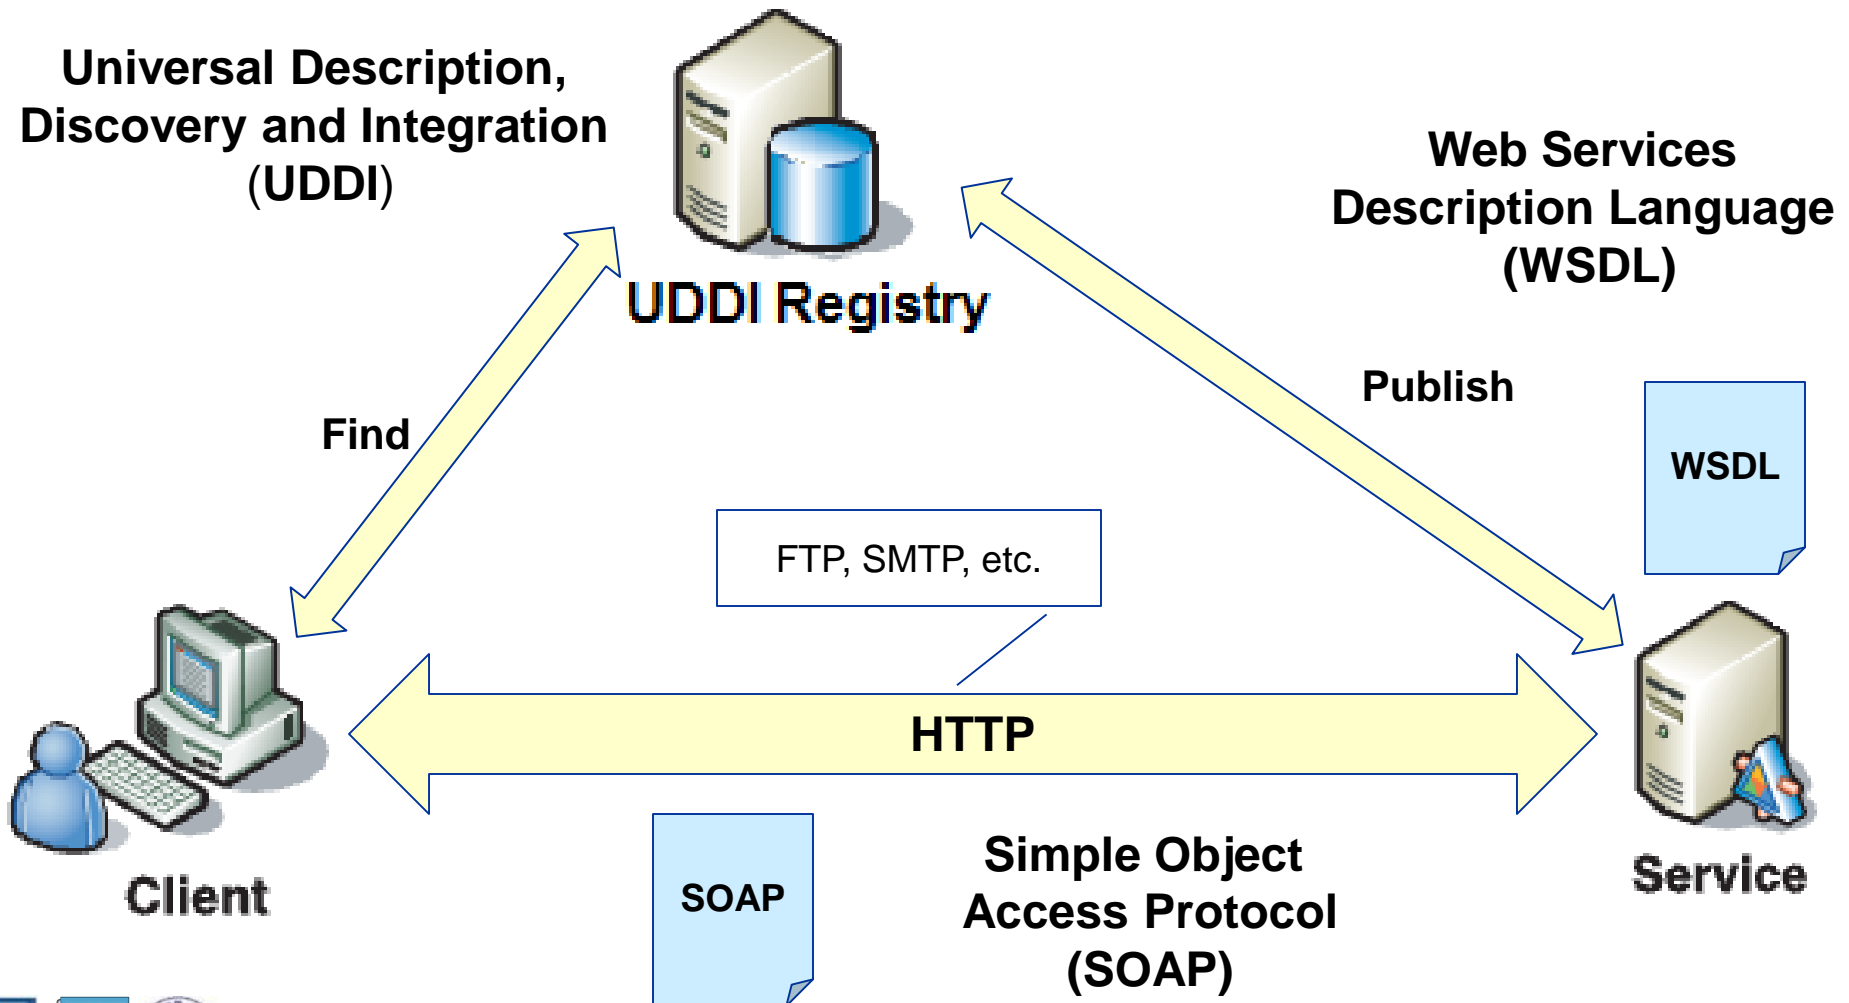 Universal Description,
Discovery and Integration
(UDDI)
UDDI Registry
Web Services
Description Language
(WSDL)
Find
Publish
WSDL
FTP, SMTP, etc.
HTTP
Client
SOAP
Simple Object
Access Protocol
(SOAP)
Service